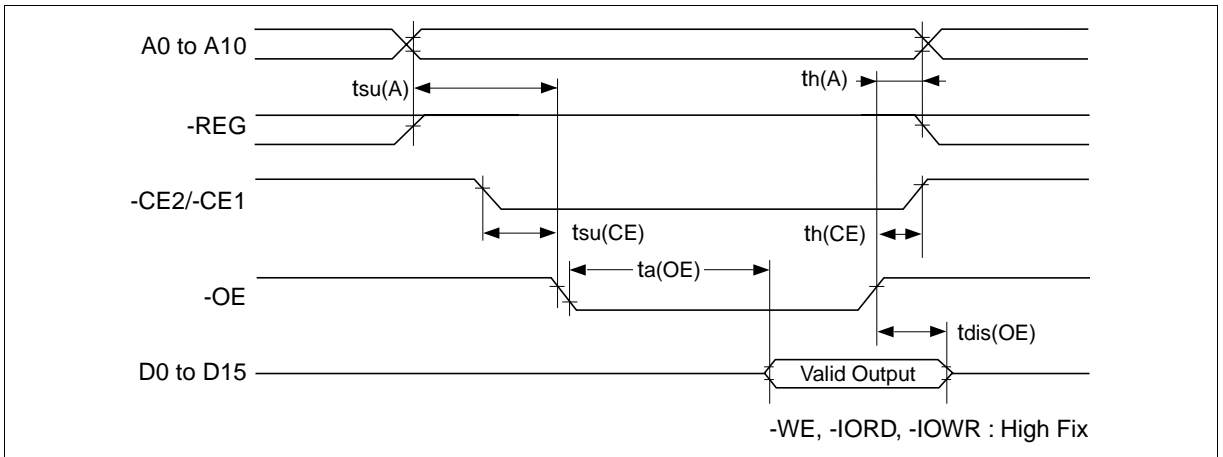 A0 to A10
tsu(A)
th(A)
-REG
-CE2/-CE1
tsu(CE)
th(CE)
ta(OE)
-OE
tdis(OE)
D0 to D15
Valid Output
-WE, -IORD, -IOWR : High Fix